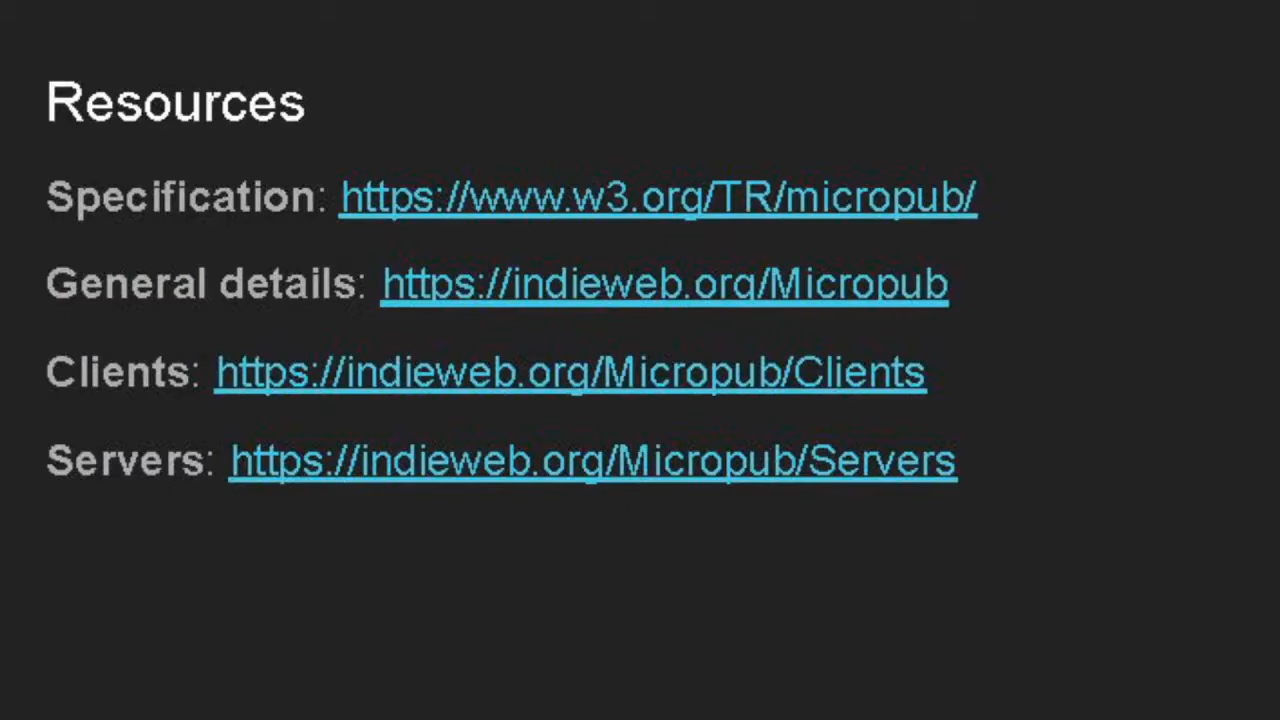 Resources
Specification: https://www.w3.org/TR/micropub/
General details: https://indieweb.org/Micropub
Clients: https://indieweb.org/Micropub/Clients
Servers: https://indieweb.org/Micropub/Servers